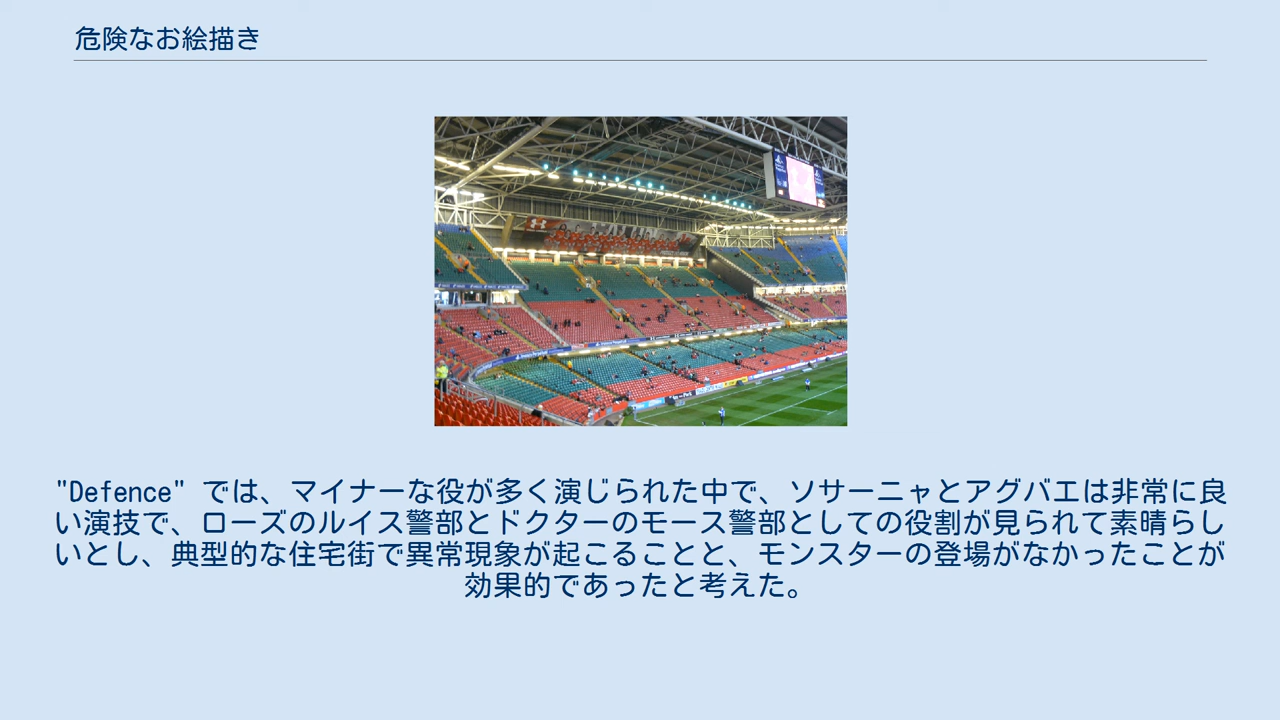 危険なお絵描き
"Defence" では、マイナーな役が多く演じられた中で、ソサーニャとアグバエは非常に良
い演技で、ローズのルイス警部とドクターのモース警部としての役割が見られて素晴らし
いとし、典型的な住宅街で異常現象が起こることと、モンスターの登場がなかったことが
効果的であったと考えた。